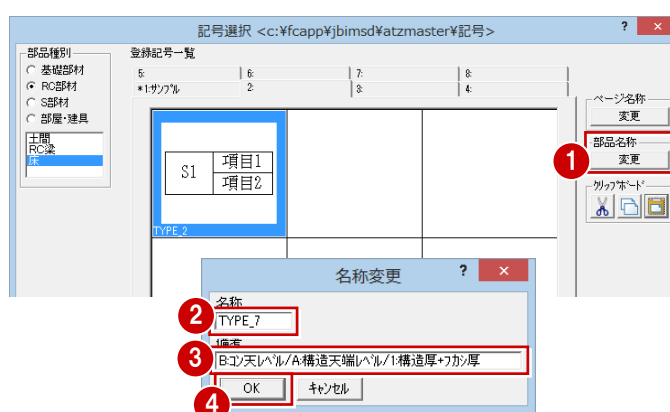 記号選択 <c:¥fcapp¥jbimsd¥atzmaster¥記号>
? ×
部品種別
基礎部材
RC部材
S部材
部屋・建具
土間
RC梁
床
登録記号一覧
5: 6: 7: 8:
*1:サンプル 2: 3: 4:
S1 項目1
項目2
TYPE_2
ページ名称
変更
1
部品名称
変更
クリップボード
名称変更
? ×
2
名称
TYPE_7
3
備考
B:コン天レベル/A:構造天端レベル/1:構造厚+フカシ厚
4
OK キャンセル